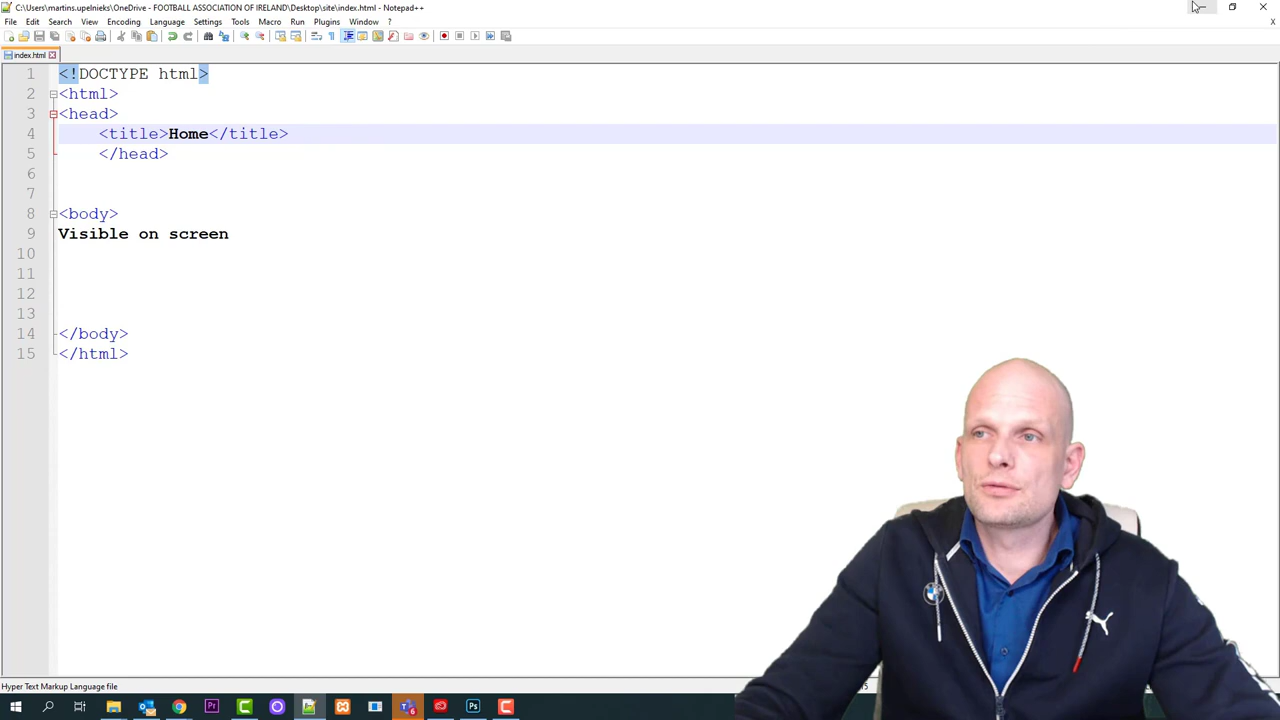 C:\Users\martins.upelnieks\OneDrive - FOOTBALL ASSOCIATION OF IRELAND\Desktop\site\index.html - Notepad++
File Edit Search View Encoding Language Settings Tools Macro Run Plugins Window ? X
index.html
1 <!DOCTYPE html>
2 <html>
3 <head>
4 <title>Home</title>
5 </head>
6
7
8 <body>
9 Visible on screen
10
11
12
13
14 </body>
15 </html>
Hyper Text Markup Language file
Pr
Ps